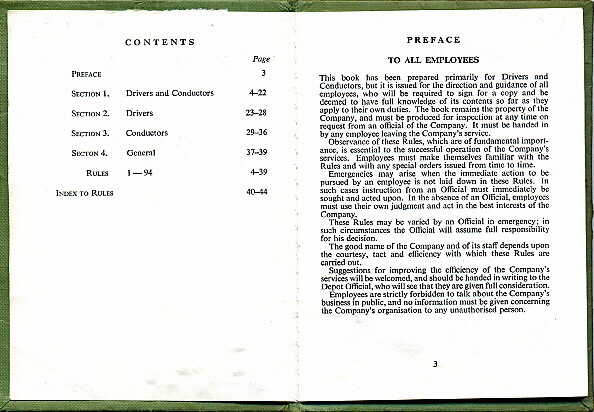 CONTENTS
Page
PREFACE 3
SECTION 1. Drivers and Conductors 4–22
SECTION 2. Drivers 23–28
SECTION 3. Conductors 29–36
SECTION 4. General 37–39
RULES 1—94 4–39
INDEX TO RULES 40–44
PREFACE
TO ALL EMPLOYEES
This book has been prepared primarily for Drivers and
Conductors, but it is issued for the direction and guidance of all
employees, who will be required to sign for a copy and be
deemed to have full knowledge of its contents so far as they
apply to their own duties. The book remains the property of the
Company, and must be produced for inspection at any time on
request from an official of the Company. It must be handed in
by any employee leaving the Company's service.
Observance of these Rules, which are of fundamental import-
ance, is essential to the successful operation of the Company's
services. Employees must make themselves familiar with the
Rules and with any special orders issued from time to time.
Emergencies may arise when the immediate action to be
pursued by an employee is not laid down in these Rules. In
such cases instruction from an Official must immediately be
sought and acted upon. In the absence of an Official, employees
must use their own judgment and act in the best interests of the
Company.
These Rules may be varied by an Official in emergency; in
such circumstances the Official will assume full responsibility
for his decision.
The good name of the Company and of its staff depends upon
the courtesy, tact and efficiency with which these Rules are
carried out.
Suggestions for improving the efficiency of the Company's
services will be welcomed, and should be handed in writing to the
Depot Official, who will see that they are given full consideration.
Employees are strictly forbidden to talk about the Company's
business in public, and no information must be given concerning
the Company's organisation to any unauthorised person.
3